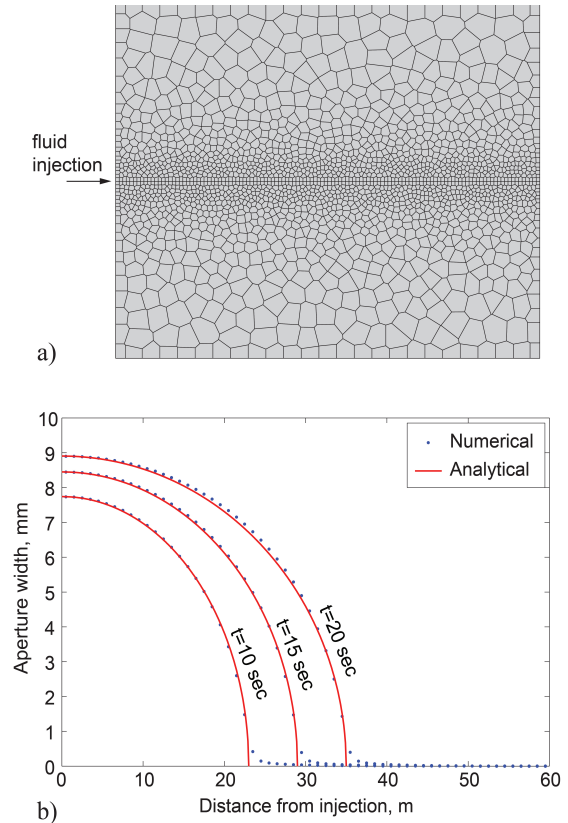 fluid
injection
a)
10
9
8
7
6
5
4
3
2
1
0
Aperture width, mm
Numerical
Analytical
t=10 sec
t=15 sec
t=20 sec
0 10 20 30 40 50 60
Distance from injection, m
b)